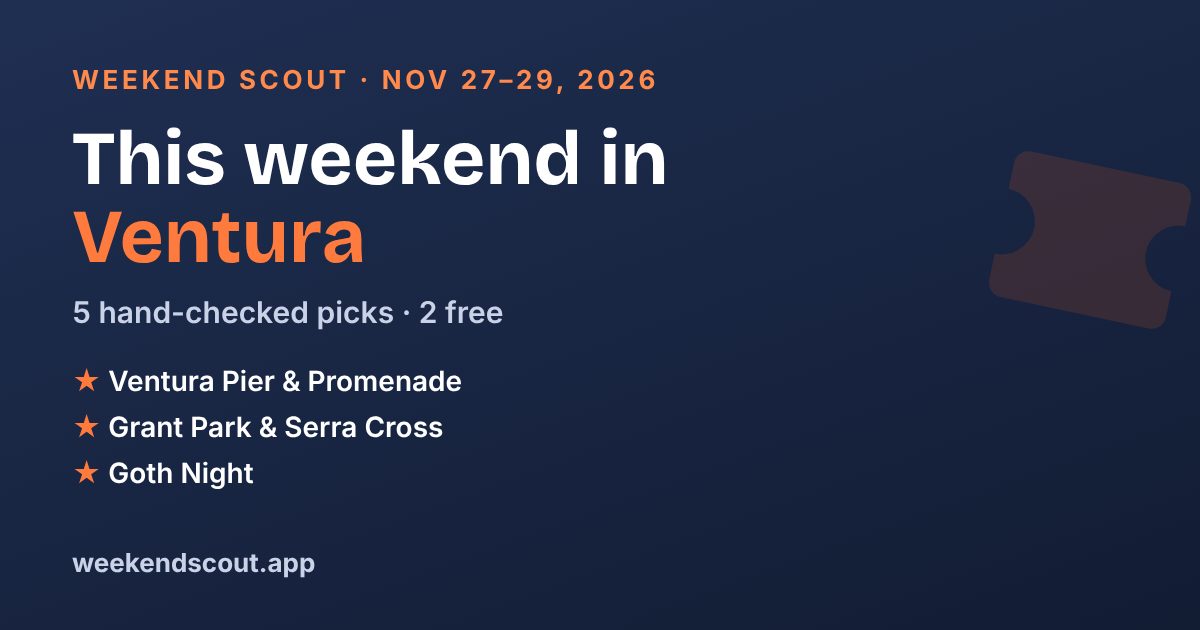 WEEKEND SCOUT · NOV 27–29, 2026
This weekend in
Ventura
5 hand-checked picks · 2 free
★ Ventura Pier & Promenade
★ Grant Park & Serra Cross
★ Goth Night
weekendscout.app